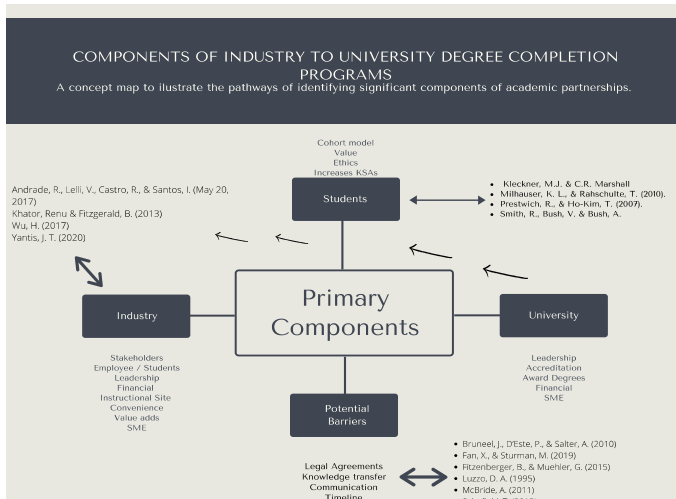 COMPONENTS OF INDUSTRY TO UNIVERSITY DEGREE COMPLETION
PROGRAMS
A concept map to ilustrate the pathways of identifying significant components of academic partnerships.
Cohort model
Value
Ethics
Increases KSAs
Students
Kleckner, M.J. & C.R. Marshall
Milhauser, K. L., & Rahschulte, T. (2010).
Prestwich, R., & Ho-Kim, T. (2007).
Smith, R., Bush, V. & Bush, A.
Andrade, R., Lelli, V., Castro, R., & Santos, I. (May 20,
2017)
Khator, Renu & Fitzgerald, B. (2013)
Wu, H. (2017)
Yantis, J. T. (2020)
Primary
Components
Industry
University
Stakeholders
Employee / Students
Leadership
Financial
Instructional Site
Convenience
Value adds
SME
Leadership
Accreditation
Award Degrees
Financial
SME
Potential
Barriers
Legal Agreements
Knowledge transfer
Communication
Timeline
Bruneel, J., D'Este, P., & Salter, A. (2010)
Fan, X., & Sturman, M. (2019)
Fitzenberger, B., & Muehler, G. (2015)
Luzzo, D. A. (1995)
McBride, A. (2011)